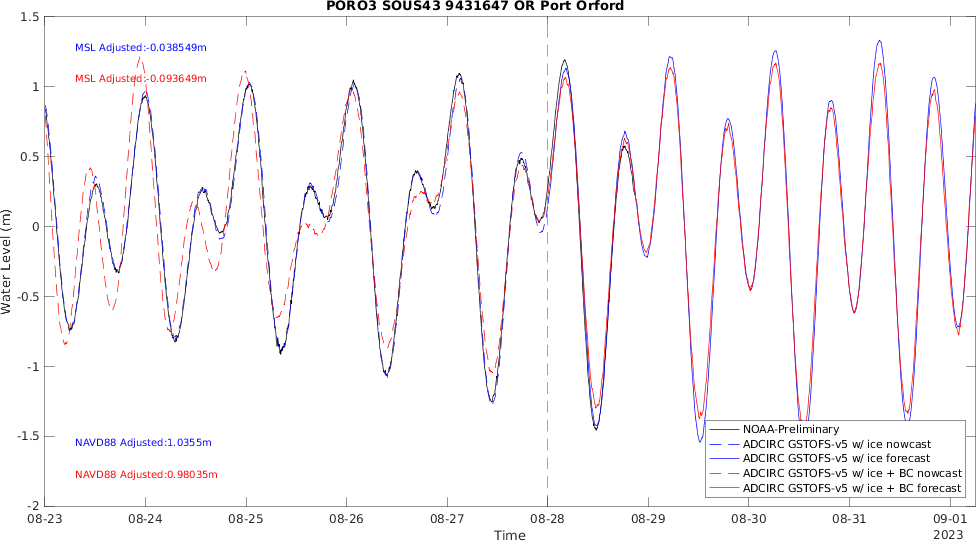 PORO3 SOUS43 9431647 OR Port Orford
Water Level (m)
1.5
1
0.5
0
-0.5
-1
-1.5
-2
MSL Adjusted:-0.038549m
MSL Adjusted:-0.093649m
NAVD88 Adjusted:1.0355m
NAVD88 Adjusted:0.98035m
NOAA-Preliminary
ADCIRC GSTOFS-v5 w/ ice nowcast
ADCIRC GSTOFS-v5 w/ ice forecast
ADCIRC GSTOFS-v5 w/ ice + BC nowcast
ADCIRC GSTOFS-v5 w/ ice + BC forecast
08-23 08-24 08-25 08-26 08-27 08-28 08-29 08-30 08-31 09-01
2023
Time